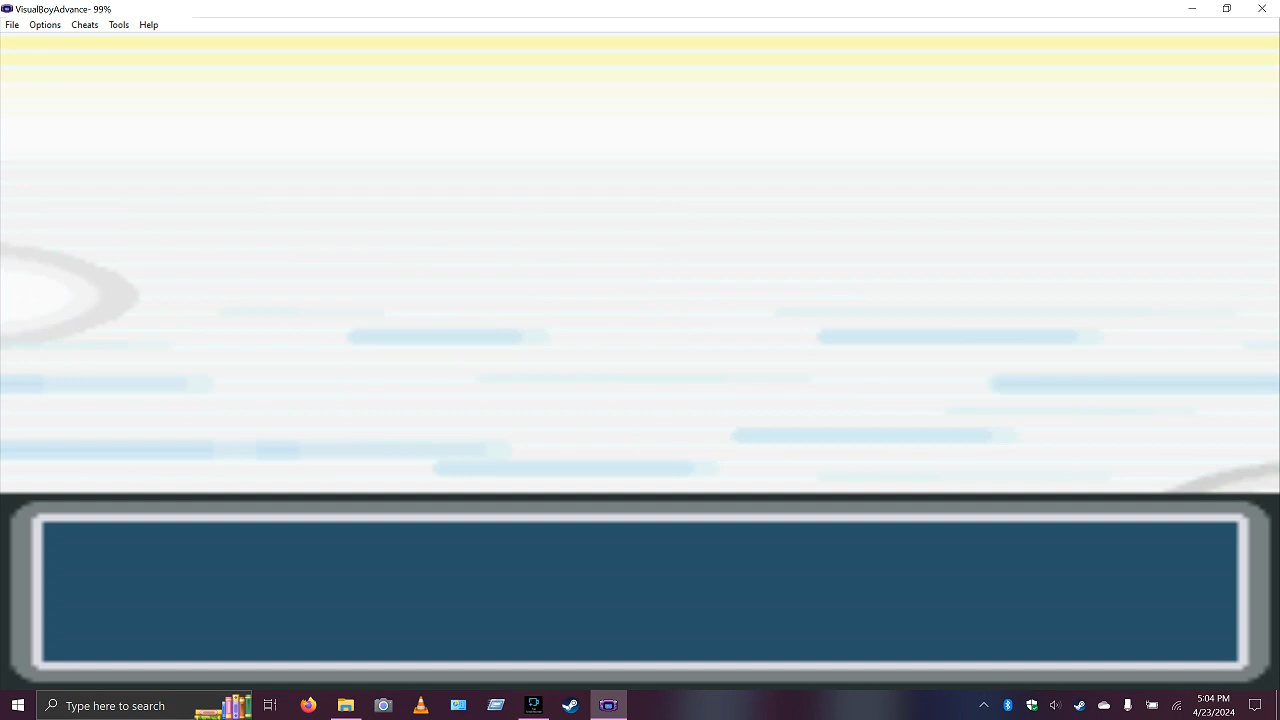 VisualBoyAdvance- 99%
File Options Cheats Tools Help
Type here to search
5:04 PM
4/23/2024